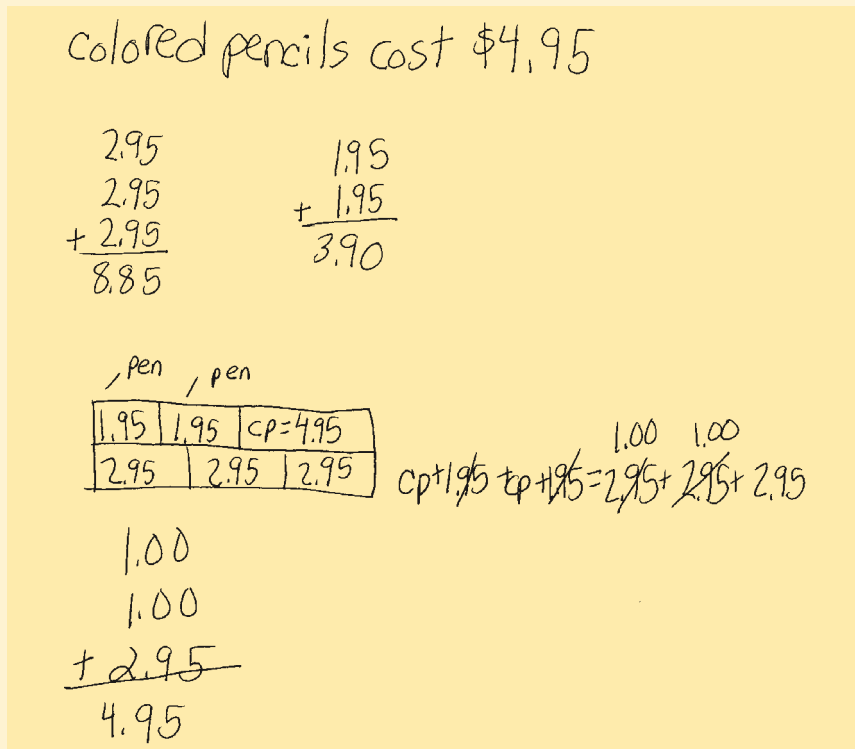 colored pencils cost $4.95
2.95
2.95
+ 2.95
8.85
1.95
+ 1.95
3.90
, pen , pen
1.95 1.95 cp=4.95
2.95 2.95 2.95
1.00 1.00
cp+1.95 +cp+1.95=2.95+2.95+2.95
1.00
1.00
+ 2.95
4.95